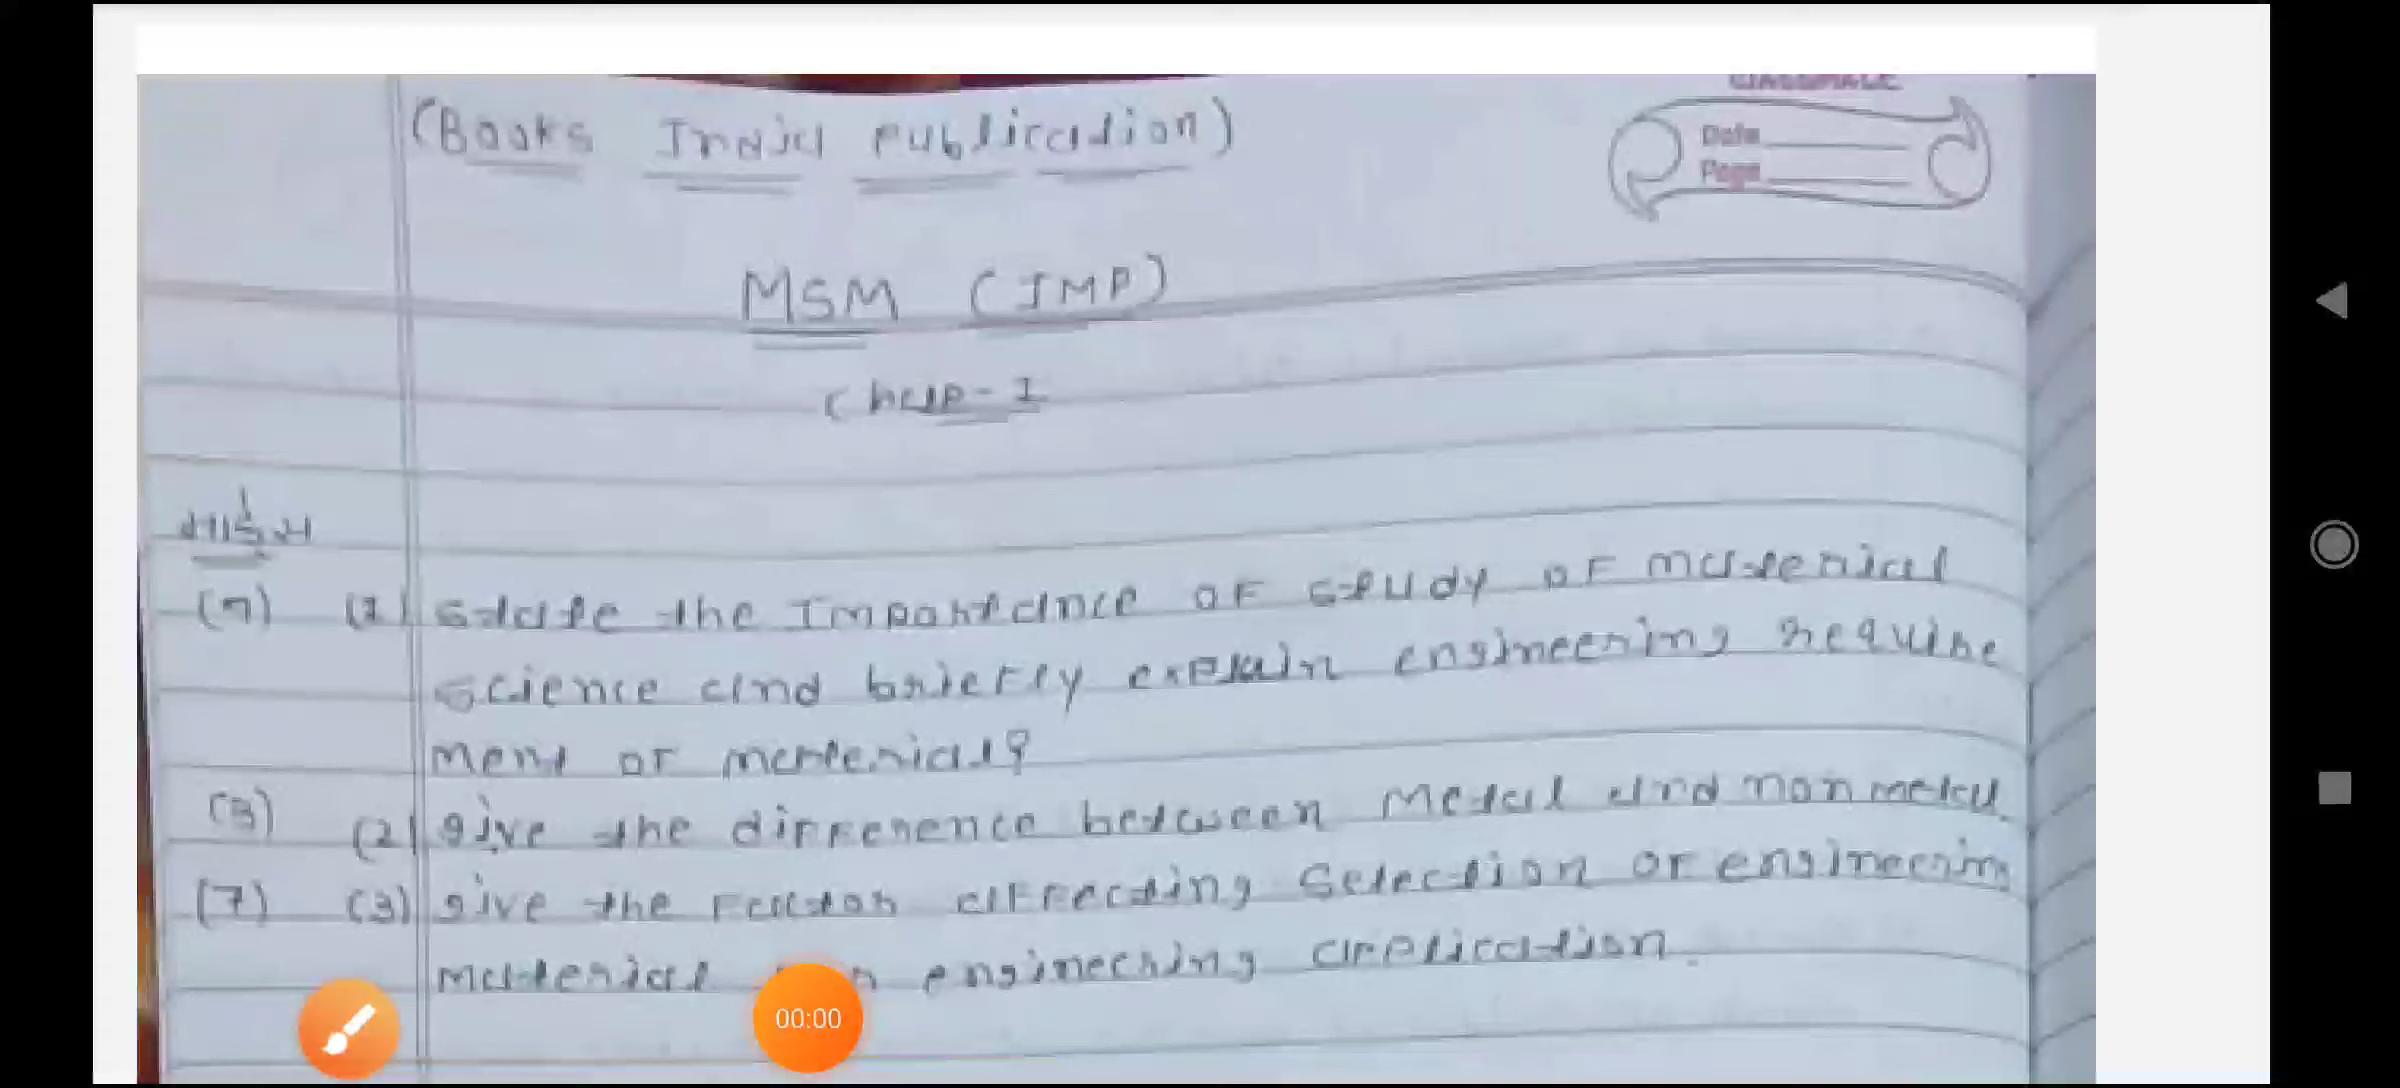 classmate
Date
Page
(Books India Publication)
MSM (IMP)
Chap-1
માર્ક્સ
(7) (1) State the Importance of study of material
science and briefly explain engineering require
ment of material?
(3) (2) give the difference between Metal and non metal.
(7) (3) give the factor affecting Selection of engineering
material engineering application.
00:00